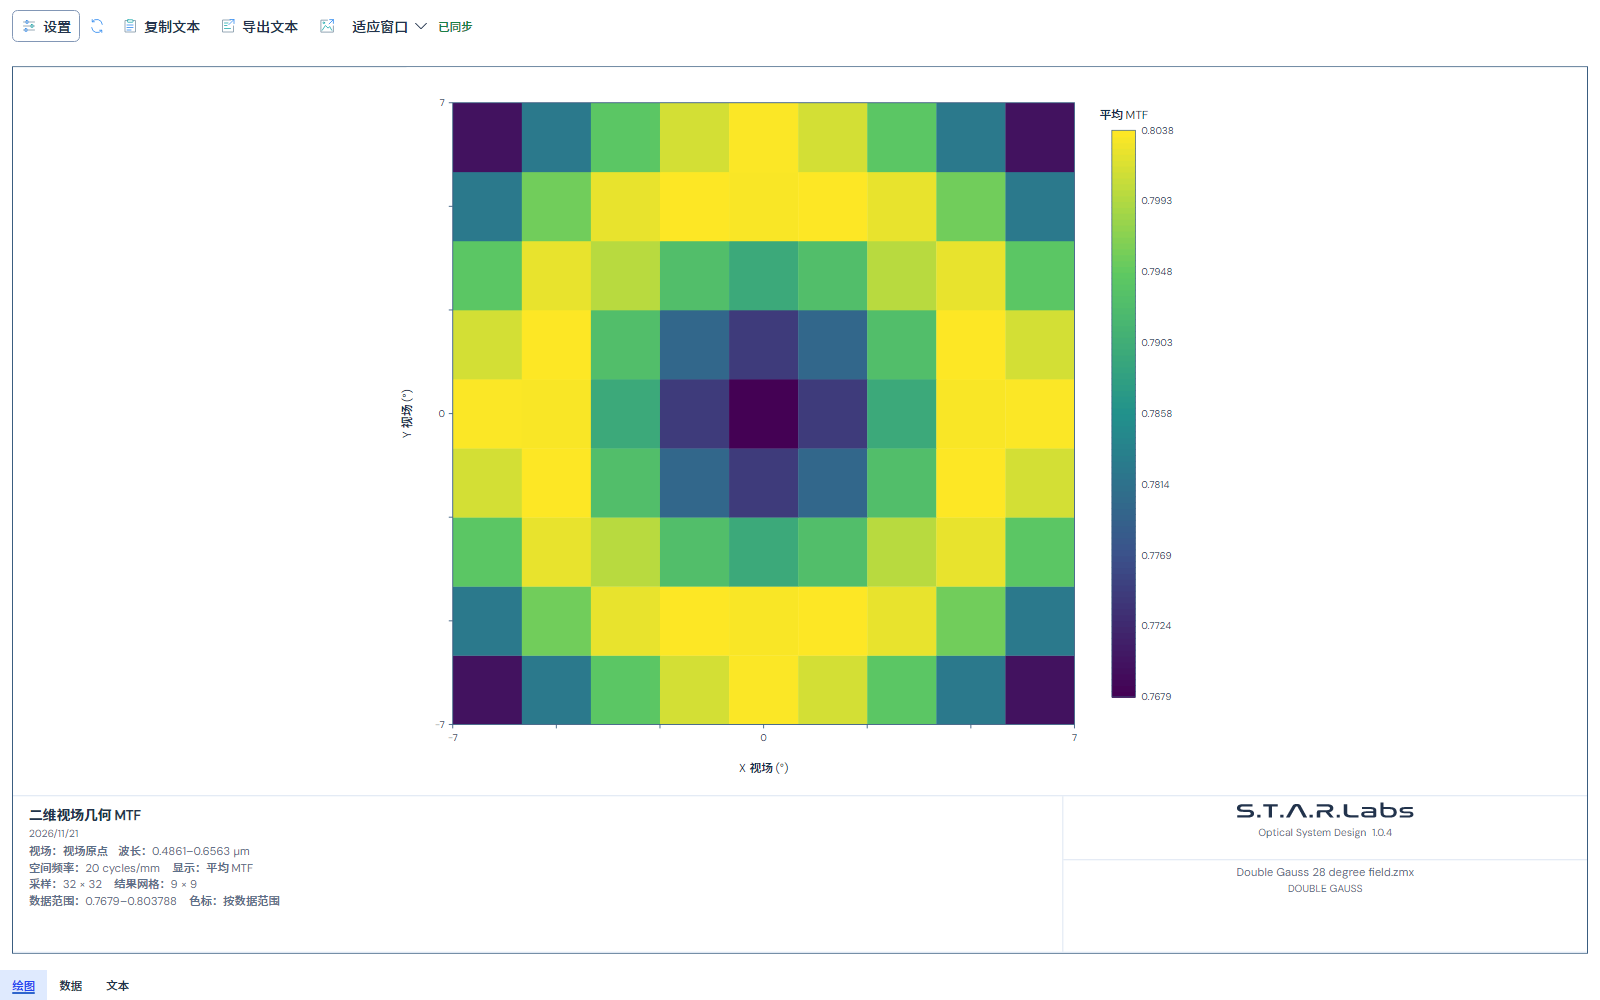 设置 复制文本 导出文本 适应窗口 已同步
平均 MTF
0.8038
0.7993
0.7948
0.7903
0.7858
0.7814
0.7769
0.7724
0.7679
7
0
-7
Y 视场 (°)
-7 0 7
X 视场 (°)
二维视场几何 MTF
2026/11/21
视场：视场原点 波长：0.4861–0.6563 µm
空间频率：20 cycles/mm 显示：平均 MTF
采样：32 × 32 结果网格：9 × 9
数据范围：0.7679–0.803788 色标：按数据范围
S.T.A.R.Labs
Optical System Design 1.0.4
Double Gauss 28 degree field.zmx
DOUBLE GAUSS
绘图 数据 文本